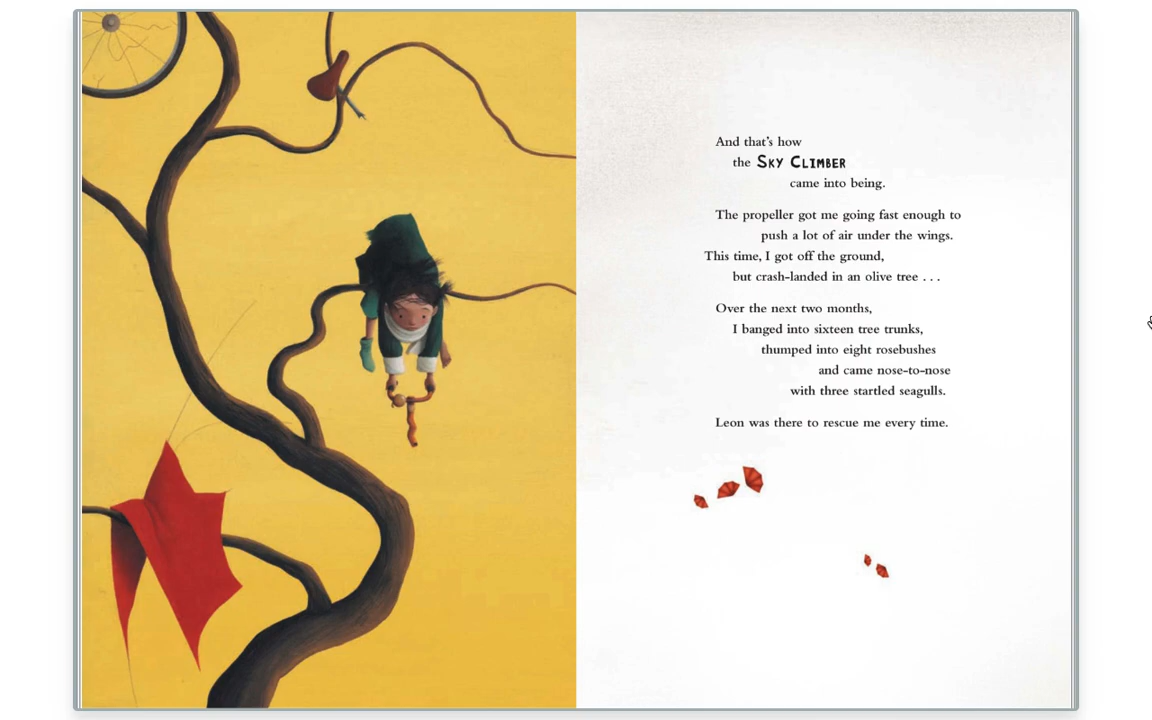 And that's how
the SKY CLIMBER
came into being.
The propeller got me going fast enough to
push a lot of air under the wings.
This time, I got off the ground,
but crash-landed in an olive tree . . .
Over the next two months,
I banged into sixteen tree trunks,
thumped into eight rosebushes
and came nose-to-nose
with three startled seagulls.
Leon was there to rescue me every time.